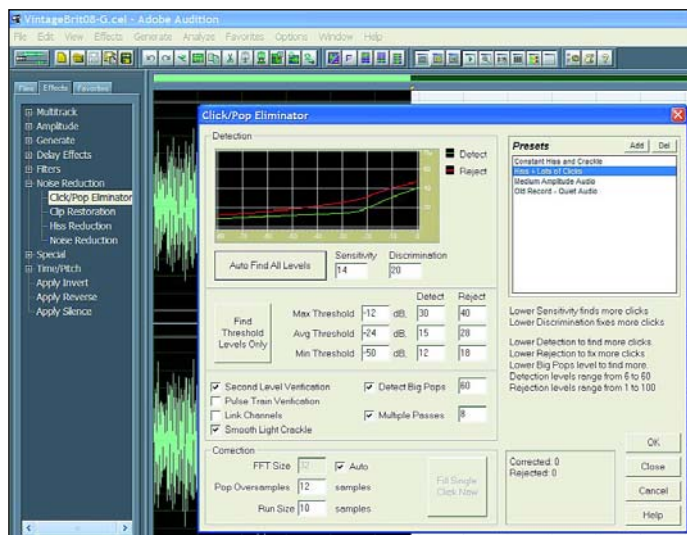 VintageBrit08-G.cel - Adobe Audition
File Edit View Effects Generate Analyze Favorites Options Window Help
Files Effects Favorites
Multitrack
Amplitude
Generate
Delay Effects
Filters
Noise Reduction
Click/Pop Eliminator
Clip Restoration
Hiss Reduction
Noise Reduction
Special
Time/Pitch
Apply Invert
Apply Reverse
Apply Silence
Click/Pop Eliminator
Detection
Detect
Reject
Auto Find All Levels
Sensitivity Discrimination
14 20
Find Threshold Levels Only
Detect Reject
Max Threshold -12 dB, 30 40
Avg Threshold -24 dB, 15 28
Min Threshold -50 dB, 12 18
Second Level Verification
Detect Big Pops 60
Pulse Train Verification
Link Channels
Multiple Passes 8
Smooth Light Crackle
Correction
FFT Size 32 Auto
Pop Oversamples 12 samples
Run Size 10 samples
Fill Single Click Now
Presets Add Del
Constant Hiss and Crackle
Hiss + Lots of Clicks
Medium Amplitude Audio
Old Record - Quiet Audio
Lower Sensitivity finds more clicks
Lower Discrimination fixes more clicks
Lower Detection to find more clicks.
Lower Rejection to fix more clicks.
Lower Big Pops level to find more.
Detection levels range from 6 to 60
Rejection levels range from 1 to 100
Corrected: 0
Rejected: 0
OK
Close
Cancel
Help